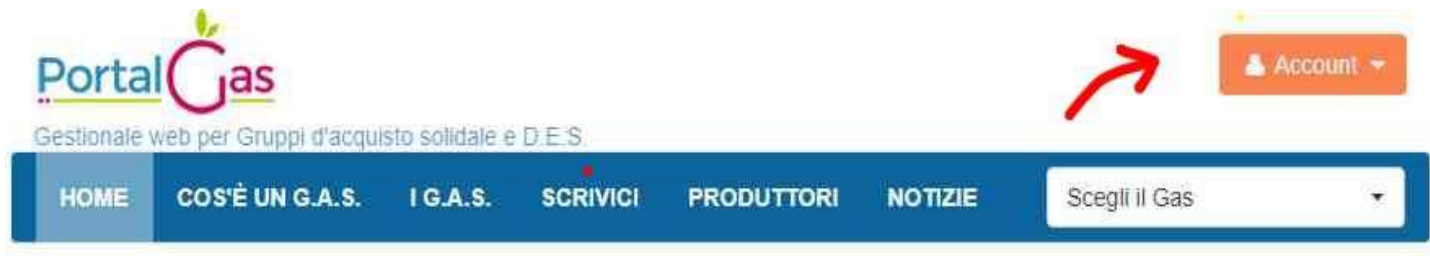 PortalGas
Account
Gestionale web per Gruppi d'acquisto solidale e D.E.S.
HOME COS'È UN G.A.S. I G.A.S. SCRIVICI PRODUTTORI NOTIZIE Scegli il Gas